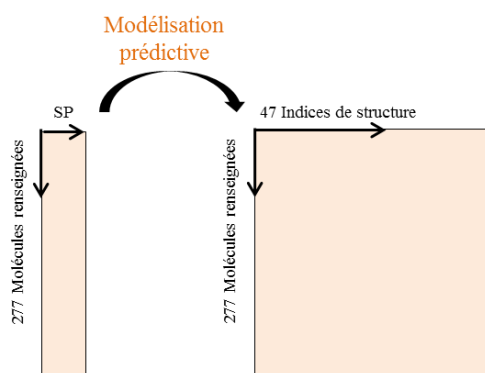 Modélisation
prédictive
SP
47 Indices de structure
277 Molécules renseignées
277 Molécules renseignées